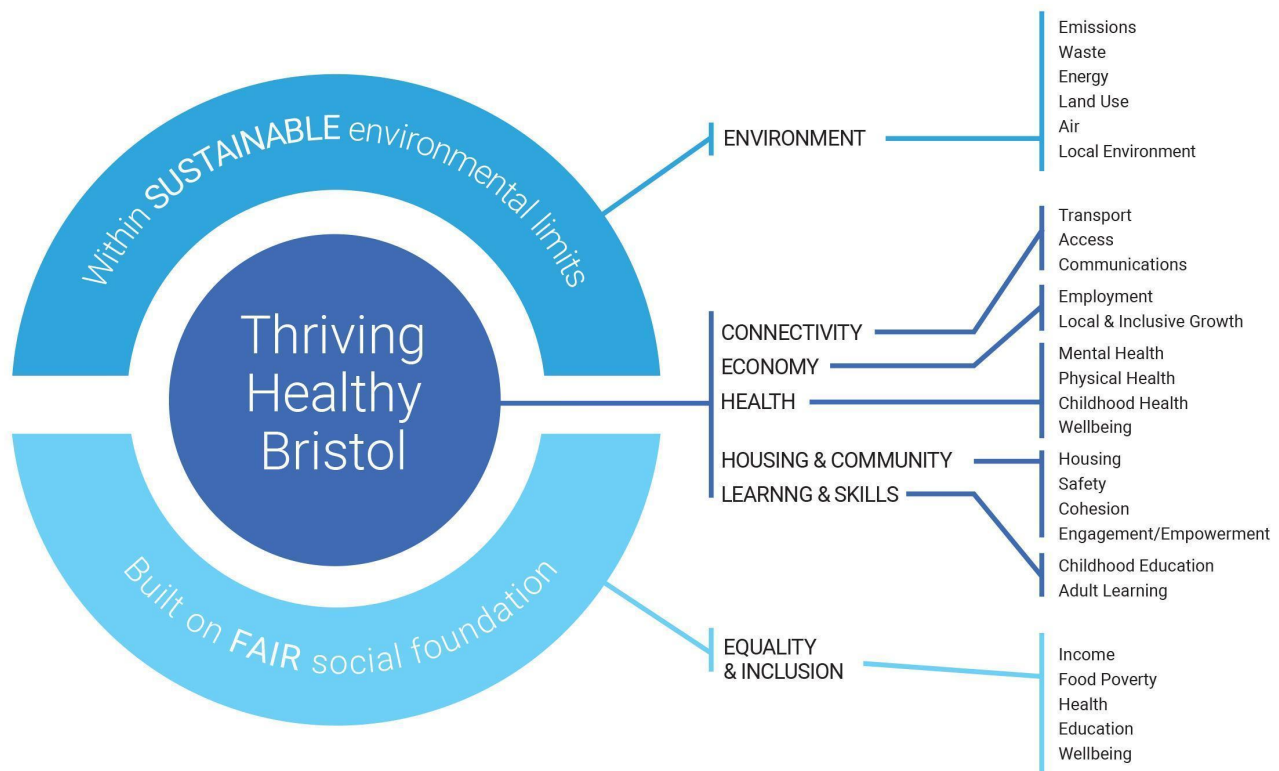 Within SUSTAINABLE environmental limits
Thriving
Healthy
Bristol
Built on FAIR social foundation
ENVIRONMENT
Emissions
Waste
Energy
Land Use
Air
Local Environment
CONNECTIVITY
Transport
Access
Communications
ECONOMY
Employment
Local & Inclusive Growth
HEALTH
Mental Health
Physical Health
Childhood Health
Wellbeing
HOUSING & COMMUNITY
Housing
Safety
Cohesion
Engagement/Empowerment
LEARNNG & SKILLS
Childhood Education
Adult Learning
EQUALITY
& INCLUSION
Income
Food Poverty
Health
Education
Wellbeing